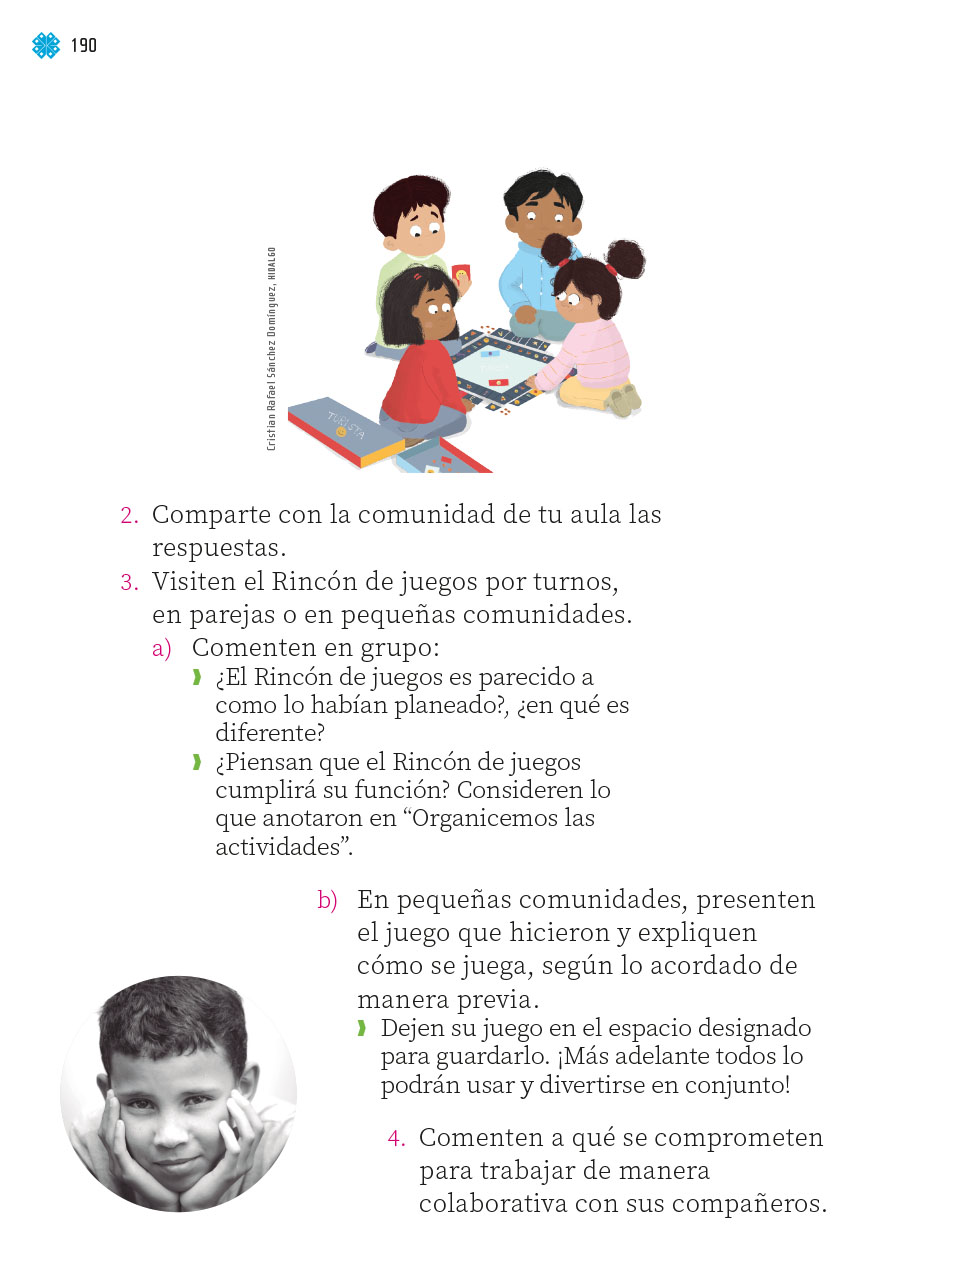 190
Cristian Rafael Sánchez Domínguez, HIDALGO
TURISTA
2. Comparte con la comunidad de tu aula las
respuestas.
3. Visiten el Rincón de juegos por turnos,
en parejas o en pequeñas comunidades.
a) Comenten en grupo:
¿El Rincón de juegos es parecido a
como lo habían planeado?, ¿en qué es
diferente?
¿Piensan que el Rincón de juegos
cumplirá su función? Consideren lo
que anotaron en “Organicemos las
actividades”.
b) En pequeñas comunidades, presenten
el juego que hicieron y expliquen
cómo se juega, según lo acordado de
manera previa.
Dejen su juego en el espacio designado
para guardarlo. ¡Más adelante todos lo
podrán usar y divertirse en conjunto!
4. Comenten a qué se comprometen
para trabajar de manera
colaborativa con sus compañeros.